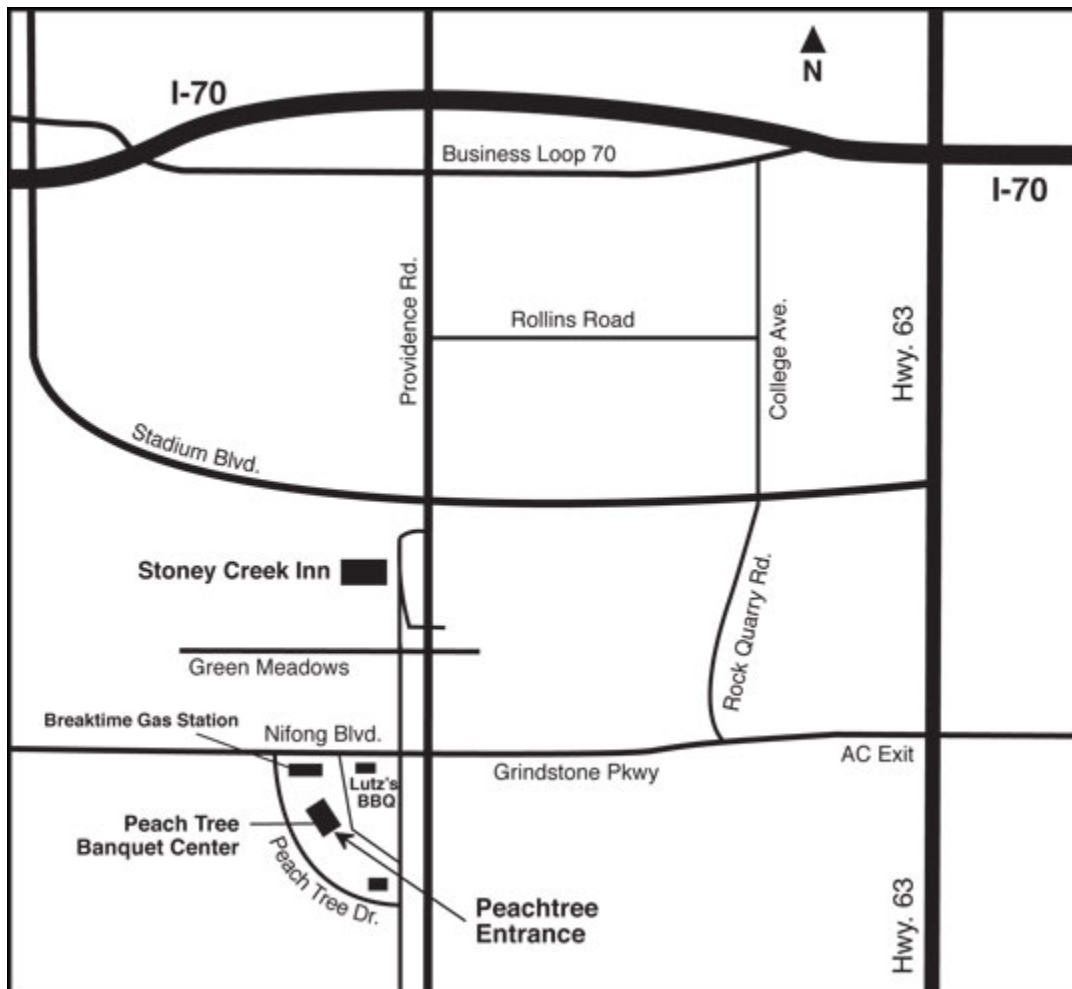 N
I-70
Business Loop 70
I-70
Providence Rd.
Rollins Road
College Ave.
Hwy. 63
Stadium Blvd.
Stoney Creek Inn
Rock Quarry Rd.
Green Meadows
Breaktime Gas Station
Nifong Blvd.
AC Exit
Grindstone Pkwy
Lutz's
BBQ
Peach Tree
Banquet Center
Peach Tree Dr.
Peachtree
Entrance
Hwy. 63